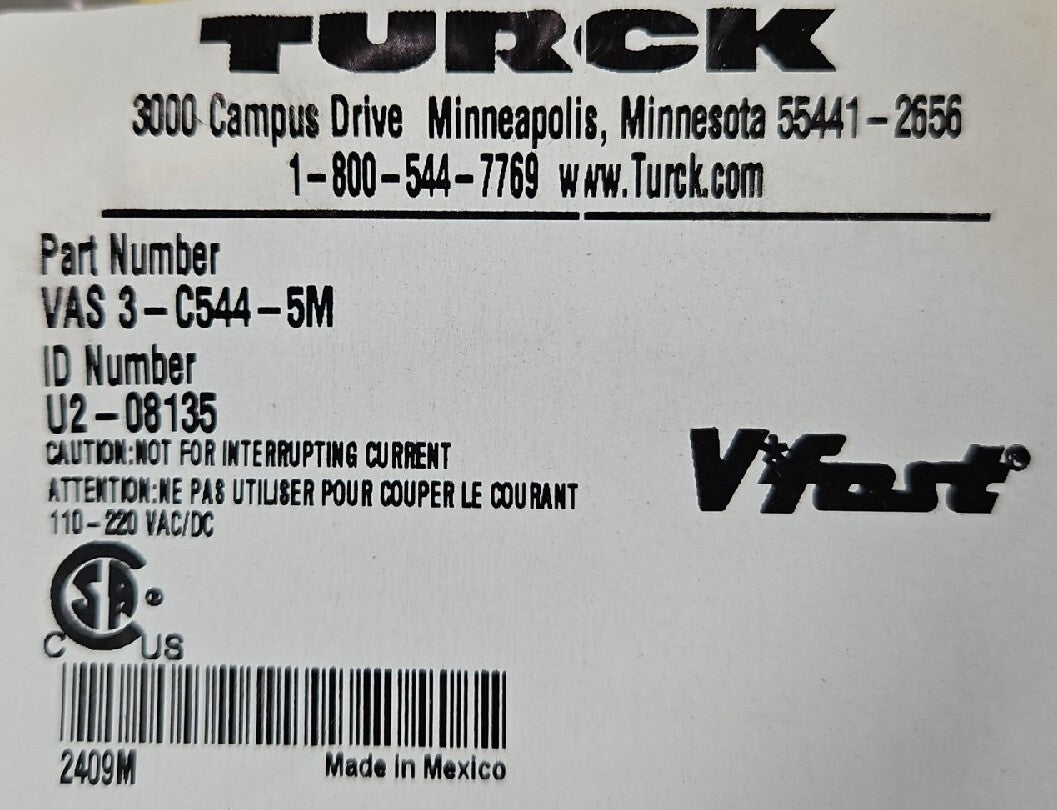 TURCK
3000 Campus Drive Minneapolis, Minnesota 55441-2656
1-800-544-7769 www.Turck.com
Part Number
VAS 3-C544-5M
ID Number
U2-08135
CAUTION:NOT FOR INTERRUPTING CURRENT
ATTENTION:NE PAS UTILISER POUR COUPER LE COURANT
110-220 VAC/DC
Vfast®
CSA®
C US
2409M Made in Mexico